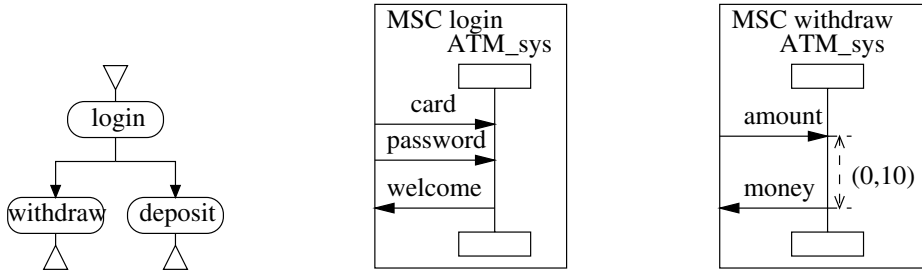 login
withdraw
deposit
MSC login
ATM_sys
card
password
welcome
MSC withdraw
ATM_sys
amount
(0,10)
money